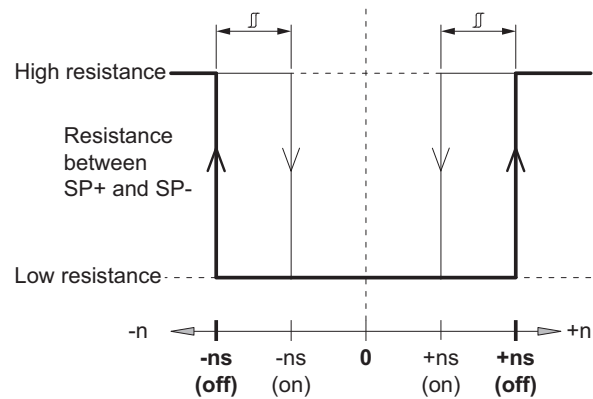 High resistance
Resistance
between
SP+ and SP-
Low resistance
-n +n
-ns -ns 0 +ns +ns
(off) (on) (on) (off)